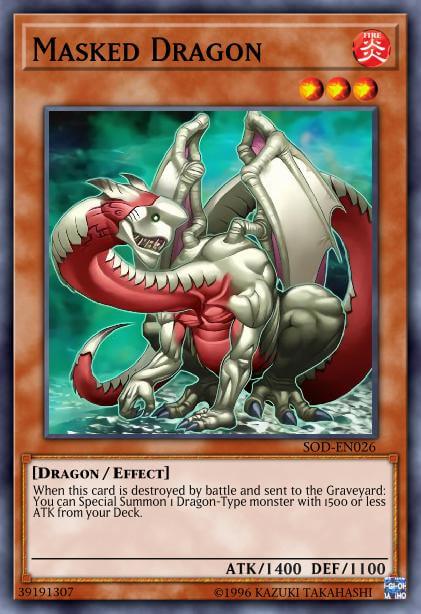 MASKED DRAGON
FIRE
炎
SOD-EN026
[DRAGON / EFFECT]
When this card is destroyed by battle and sent to the Graveyard:
You can Special Summon 1 Dragon-Type monster with 1500 or less
ATK from your Deck.
ATK/1400 DEF/1100
39191307 ©1996 KAZUKI TAKAHASHI